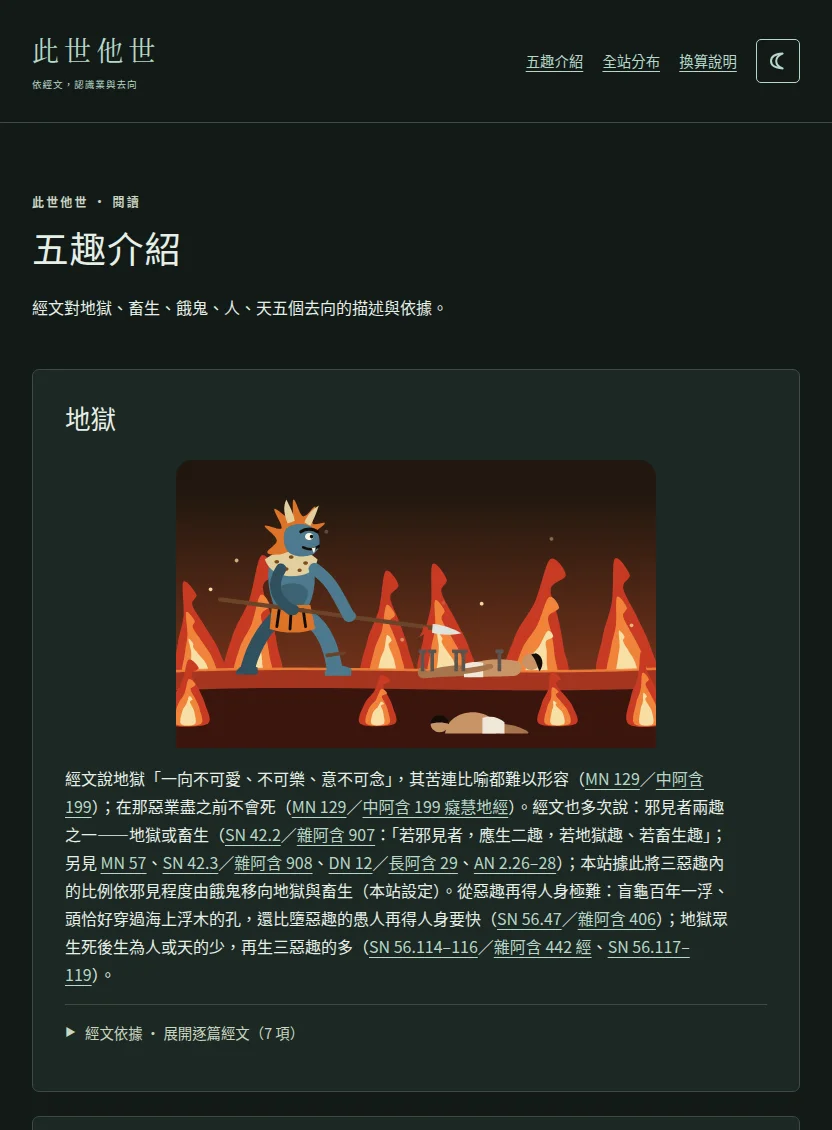 此世他世
依經文，認識業與去向
五趣介紹
全站分布
換算說明
此世他世 · 閱讀
五趣介紹
經文對地獄、畜生、餓鬼、人、天五個去向的描述與依據。
地獄
經文說地獄「一向不可愛、不可樂、意不可念」，其苦連比喻都難以形容（MN 129／中阿含
199）；在那惡業盡之前不會死（MN 129／中阿含 199 癡慧地經）。經文也多次說：邪見者兩趣
之一——地獄或畜生（SN 42.2／雜阿含 907：「若邪見者，應生二趣，若地獄趣、若畜生趣」；
另見 MN 57、SN 42.3／雜阿含 908、DN 12／長阿含 29、AN 2.26–28）；本站據此將三惡趣內
的比例依邪見程度由餓鬼移向地獄與畜生（本站設定）。從惡趣再得人身極難：盲龜百年一浮、
頭恰好穿過海上浮木的孔，還比墮惡趣的愚人再得人身要快（SN 56.47／雜阿含 406）；地獄眾
生死後生為人或天的少，再生三惡趣的多（SN 56.114–116／雜阿含 442 經、SN 56.117–
119）。
▶ 經文依據 · 展開逐篇經文（7 項）